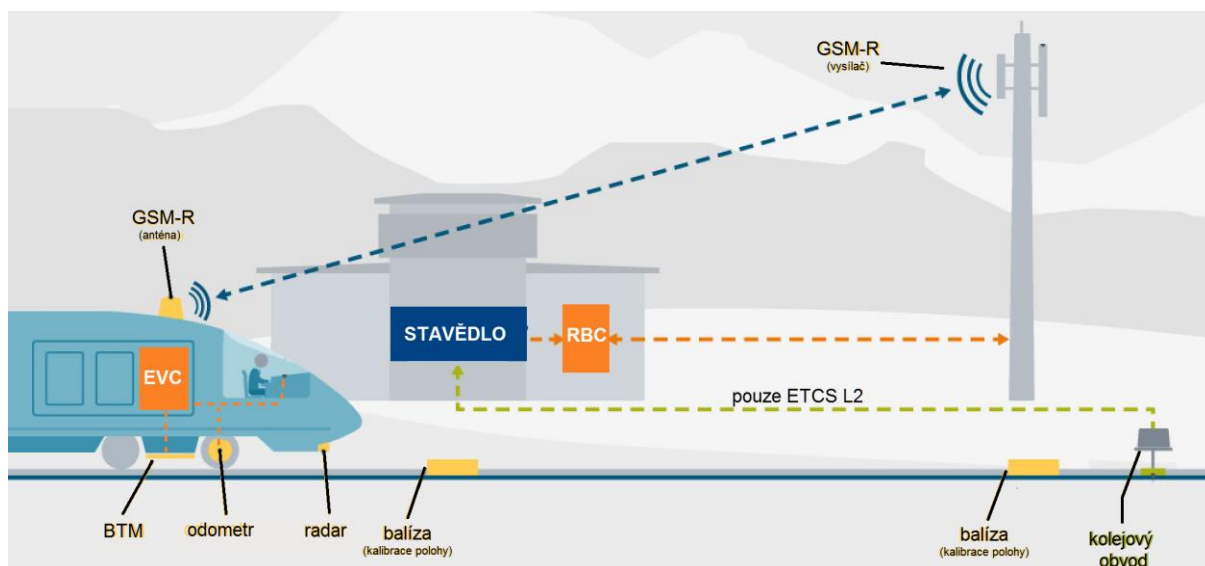 GSM-R
(vysílač)
GSM-R
(anténa)
STAVĚDLO
RBC
EVC
pouze ETCS L2
BTM
odometr
radar
balíza
(kalibrace polohy)
balíza
(kalibrace polohy)
kolejový
obvod